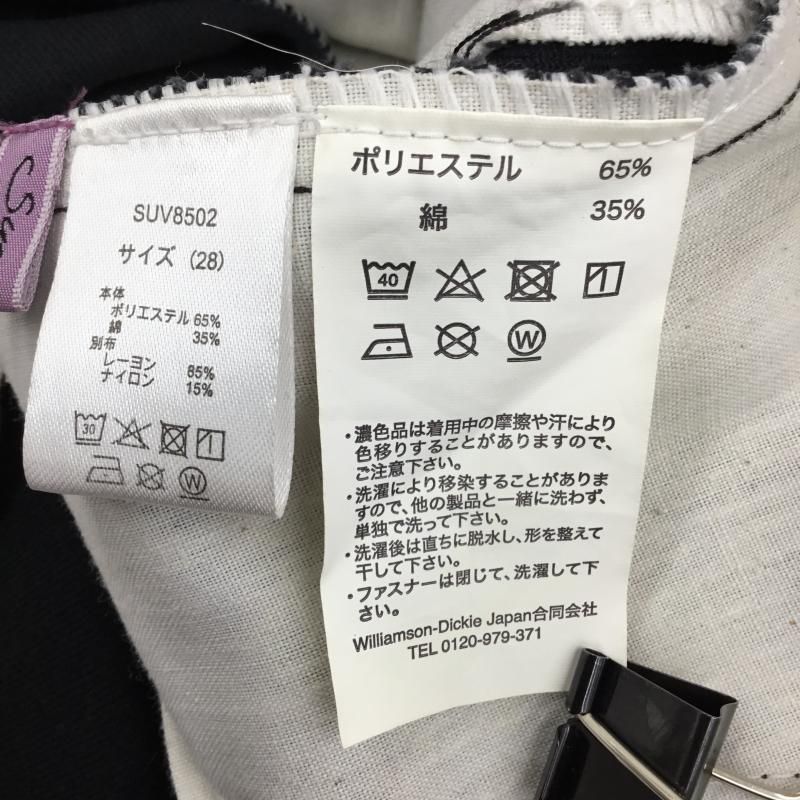 SUV8502
サイズ (28)
本体
ポリエステル 65%
綿 35%
別布
レーヨン 85%
ナイロン 15%
30
W
ポリエステル 65%
綿 35%
40
W
・濃色品は着用中の摩擦や汗により
色移りすることがありますので、
ご注意下さい。
・洗濯により移染することがありま
すので、他の製品と一緒に洗わず、
単独で洗って下さい。
・洗濯後は直ちに脱水し、形を整えて
干して下さい。
・ファスナーは閉じて、洗濯して下
さい。
Williamson-Dickie Japan合同会社
TEL 0120-979-371